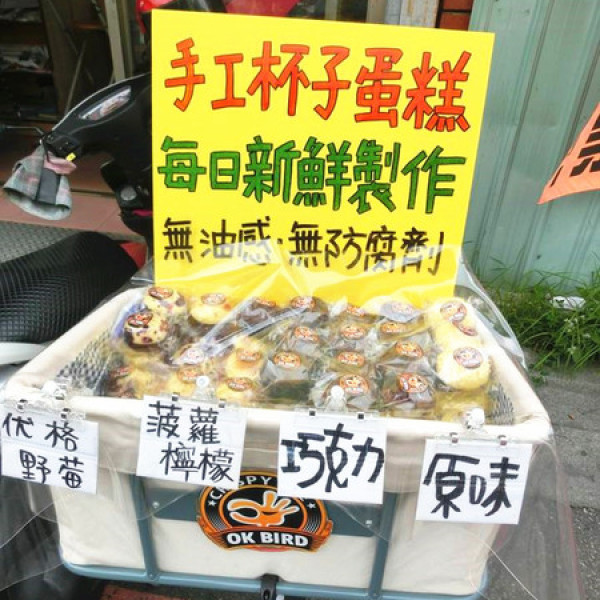 手工杯子蛋糕
每日新鮮製作
無油感·無防腐劑
优格
野莓
菠蘿
檸檬
巧克力
原味
OK BIRD